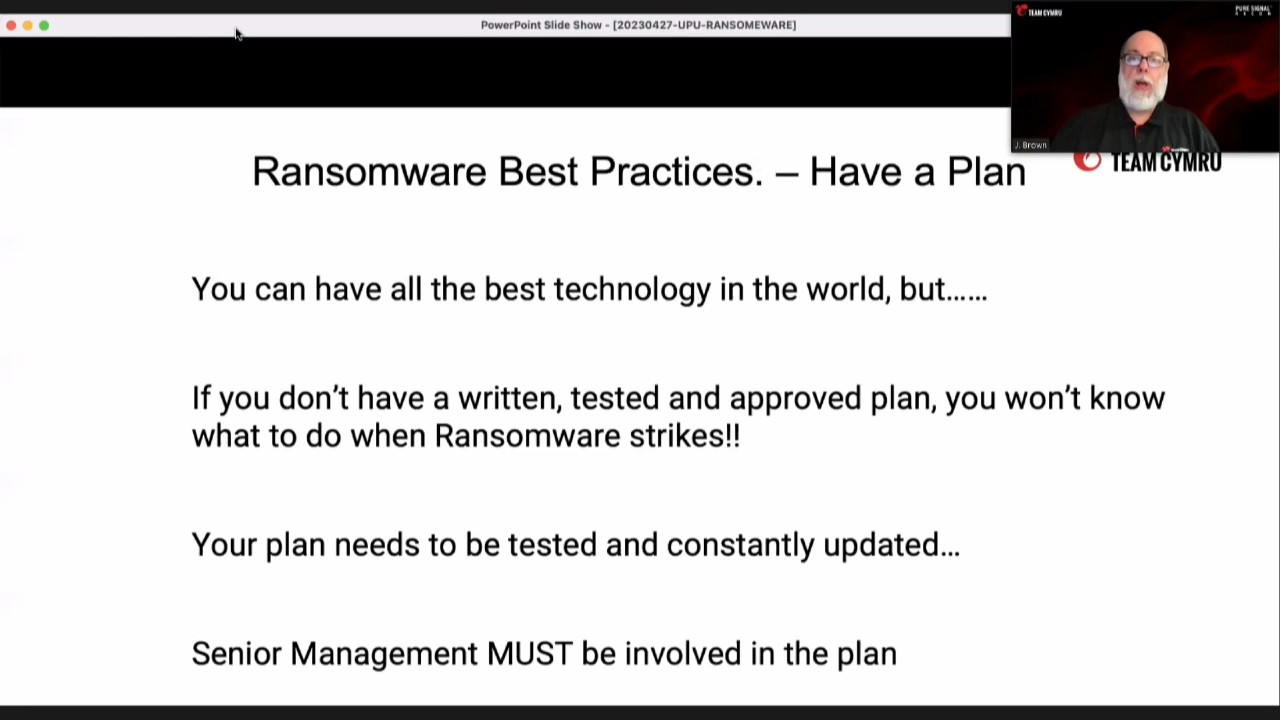 PowerPoint Slide Show - [20230427-UPU-RANSOMEWARE]
TEAM CYMRU
PURE SIGNAL
RECON
J. Brown
TEAM CYMRU
Ransomware Best Practices. – Have a Plan
You can have all the best technology in the world, but......
If you don’t have a written, tested and approved plan, you won’t know
what to do when Ransomware strikes!!
Your plan needs to be tested and constantly updated...
Senior Management MUST be involved in the plan